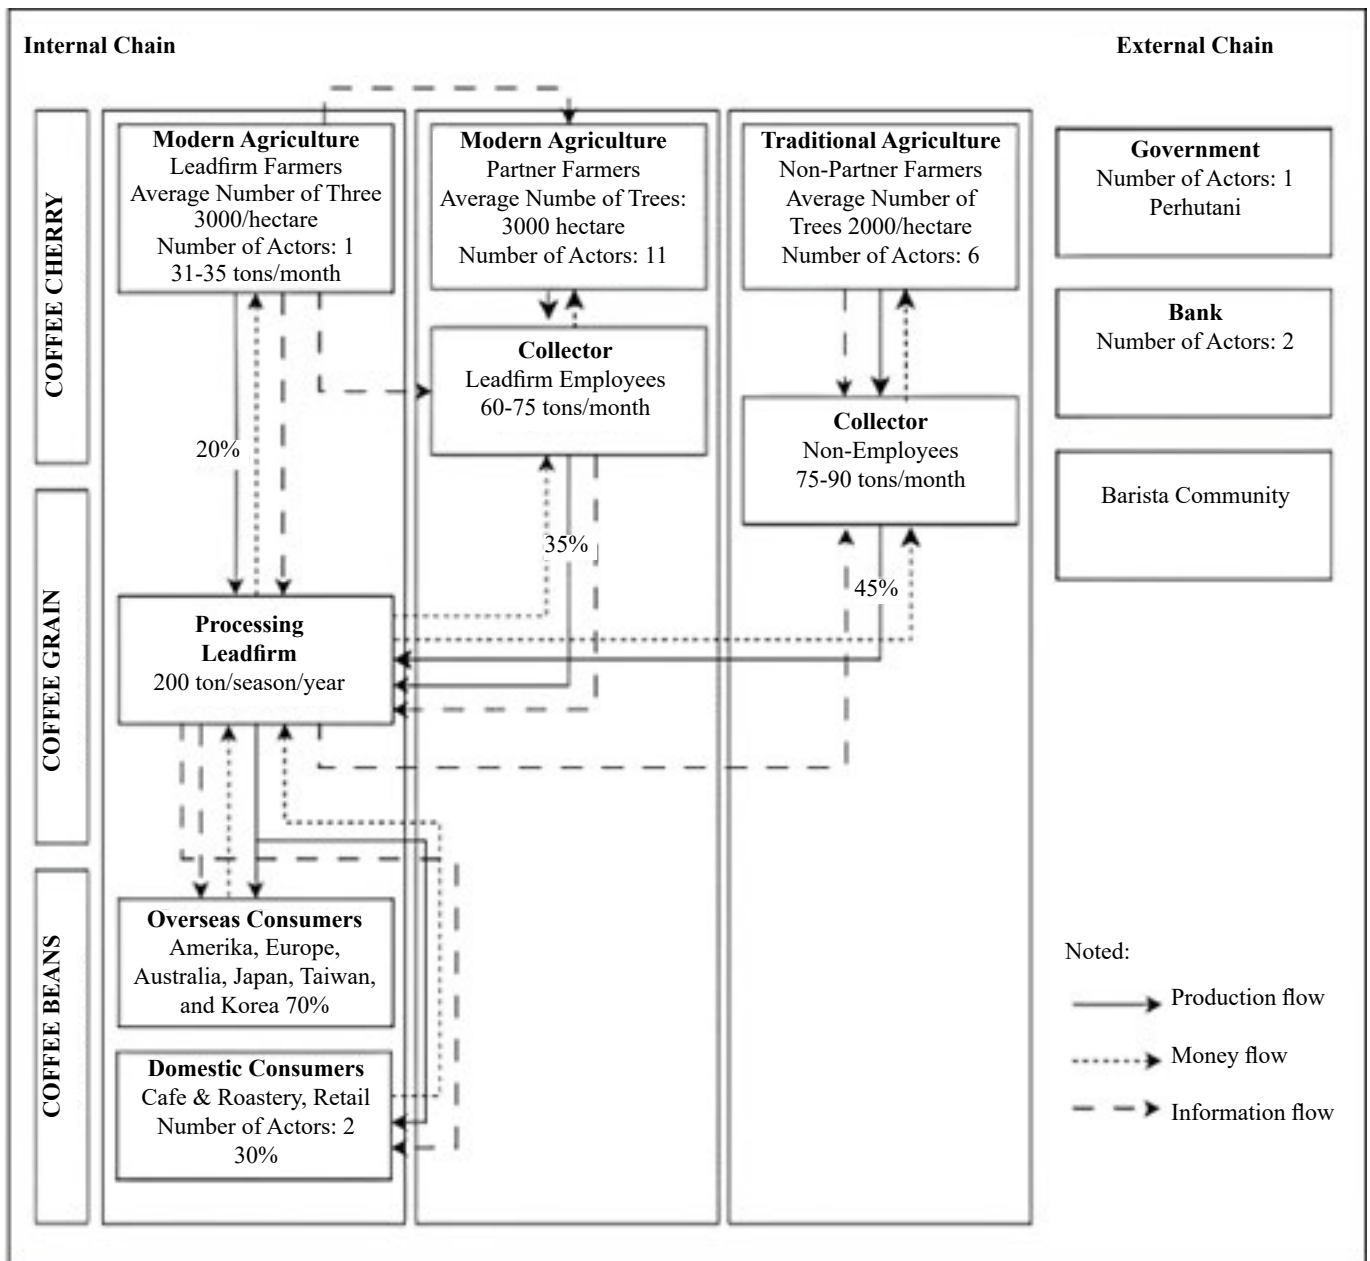 Internal Chain
External Chain
COFFEE CHERRY
COFFEE GRAIN
COFFEE BEANS
Modern Agriculture
Leadfirm Farmers
Average Number of Three
3000/hectare
Number of Actors: 1
31-35 tons/month
Modern Agriculture
Partner Farmers
Average Numbe of Trees:
3000 hectare
Number of Actors: 11
Traditional Agriculture
Non-Partner Farmers
Average Number of
Trees 2000/hectare
Number of Actors: 6
Government
Number of Actors: 1
Perhutani
Bank
Number of Actors: 2
Barista Community
Collector
Leadfirm Employees
60-75 tons/month
Collector
Non-Employees
75-90 tons/month
20%
35%
45%
Processing
Leadfirm
200 ton/season/year
Overseas Consumers
Amerika, Europe,
Australia, Japan, Taiwan,
and Korea 70%
Domestic Consumers
Cafe & Roastery, Retail
Number of Actors: 2
30%
Noted:
Production flow
Money flow
Information flow